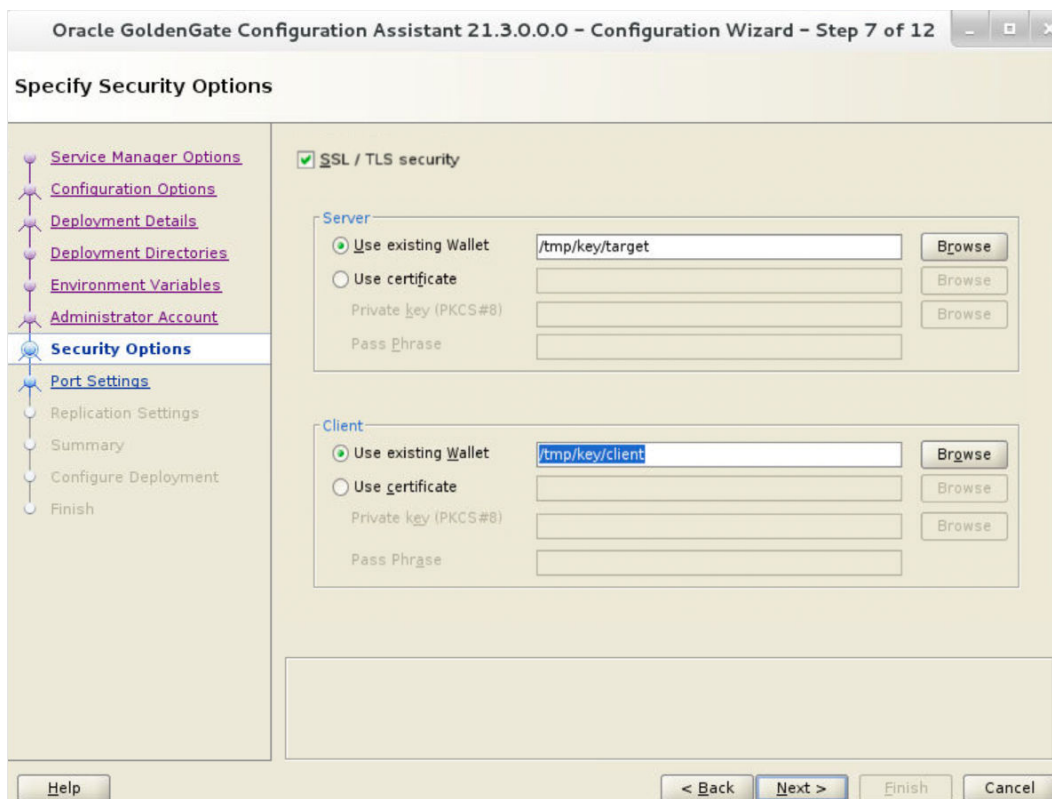 Oracle GoldenGate Configuration Assistant 21.3.0.0.0 - Configuration Wizard - Step 7 of 12
Specify Security Options
Service Manager Options
Configuration Options
Deployment Details
Deployment Directories
Environment Variables
Administrator Account
Security Options
Port Settings
Replication Settings
Summary
Configure Deployment
Finish
SSL / TLS security
Server
Use existing Wallet /tmp/key/target Browse
Use certificate Browse
Private key (PKCS#8) Browse
Pass Phrase
Client
Use existing Wallet /tmp/key/client Browse
Use certificate Browse
Private key (PKCS#8) Browse
Pass Phrase
Help < Back Next > Finish Cancel